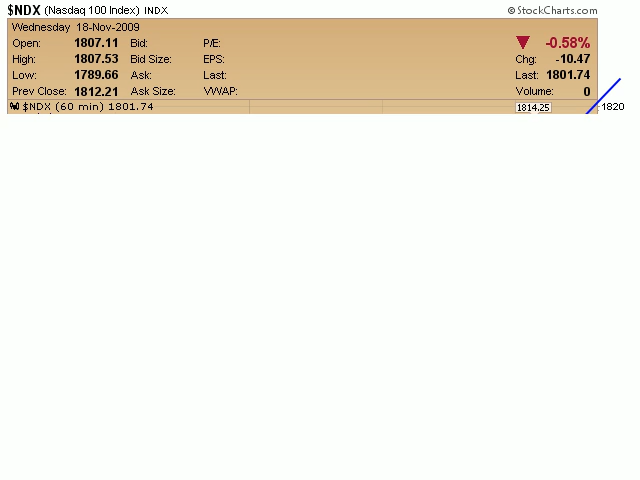 $NDX (Nasdaq 100 Index) INDX © StockCharts.com
Wednesday 18-Nov-2009
Open: 1807.11 Bid: P/E: -0.58%
High: 1807.53 Bid Size: EPS: Chg: -10.47
Low: 1789.66 Ask: Last: Last: 1801.74
Prev Close: 1812.21 Ask Size: VWAP: Volume: 0
$NDX (60 min) 1801.74 1814.25 1820